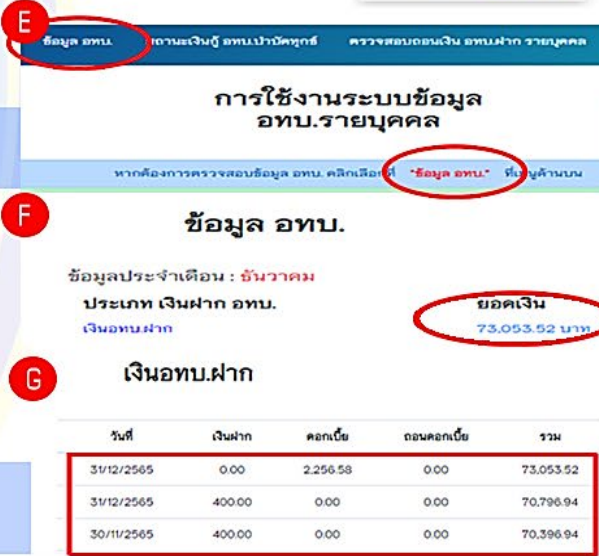 E
ข้อมูล อทบ. สถานะเงินกู้ อทบ.บำบัดทุกข์ ตรวจสอบถอนเงิน อทบ.ฝาก รายบุคคล
การใช้งานระบบข้อมูล
อทบ.รายบุคคล
หากต้องการตรวจสอบข้อมูล อทบ. คลิกเลือกที่ "ข้อมูล อทบ." ที่เมนูด้านบน
F
ข้อมูล อทบ.
ข้อมูลประจำเดือน : ธันวาคม
ประเภท เงินฝาก อทบ. ยอดเงิน
เงินอทบ.ฝาก 73,053.52 บาท
G
เงินอทบ.ฝาก
วันที่ เงินฝาก ดอกเบี้ย ถอนดอกเบี้ย รวม
31/12/2565 0.00 2,256.58 0.00 73,053.52
31/12/2565 400.00 0.00 0.00 70,796.94
30/11/2565 400.00 0.00 0.00 70,396.94